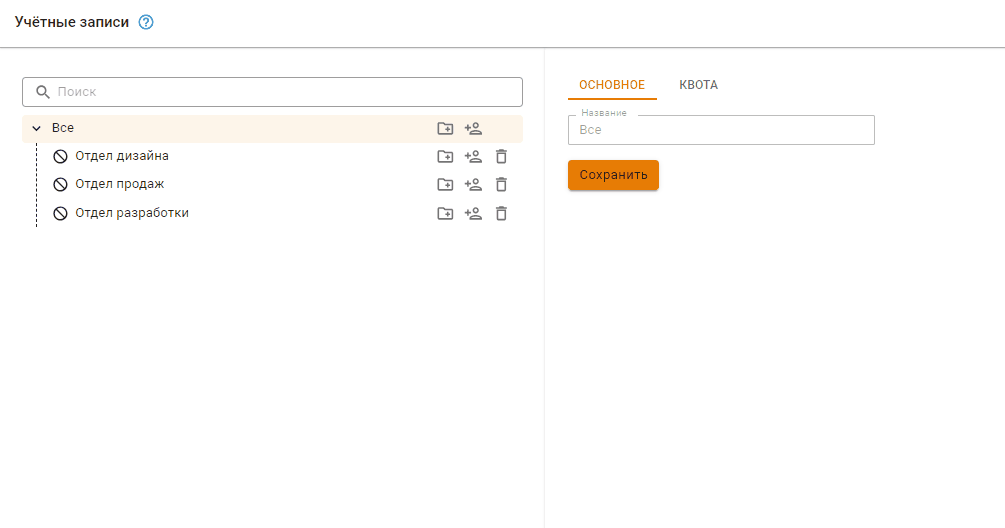 Учётные записи
Поиск
Все
Отдел дизайна
Отдел продаж
Отдел разработки
ОСНОВНОЕ КВОТА
Название
Все
Сохранить